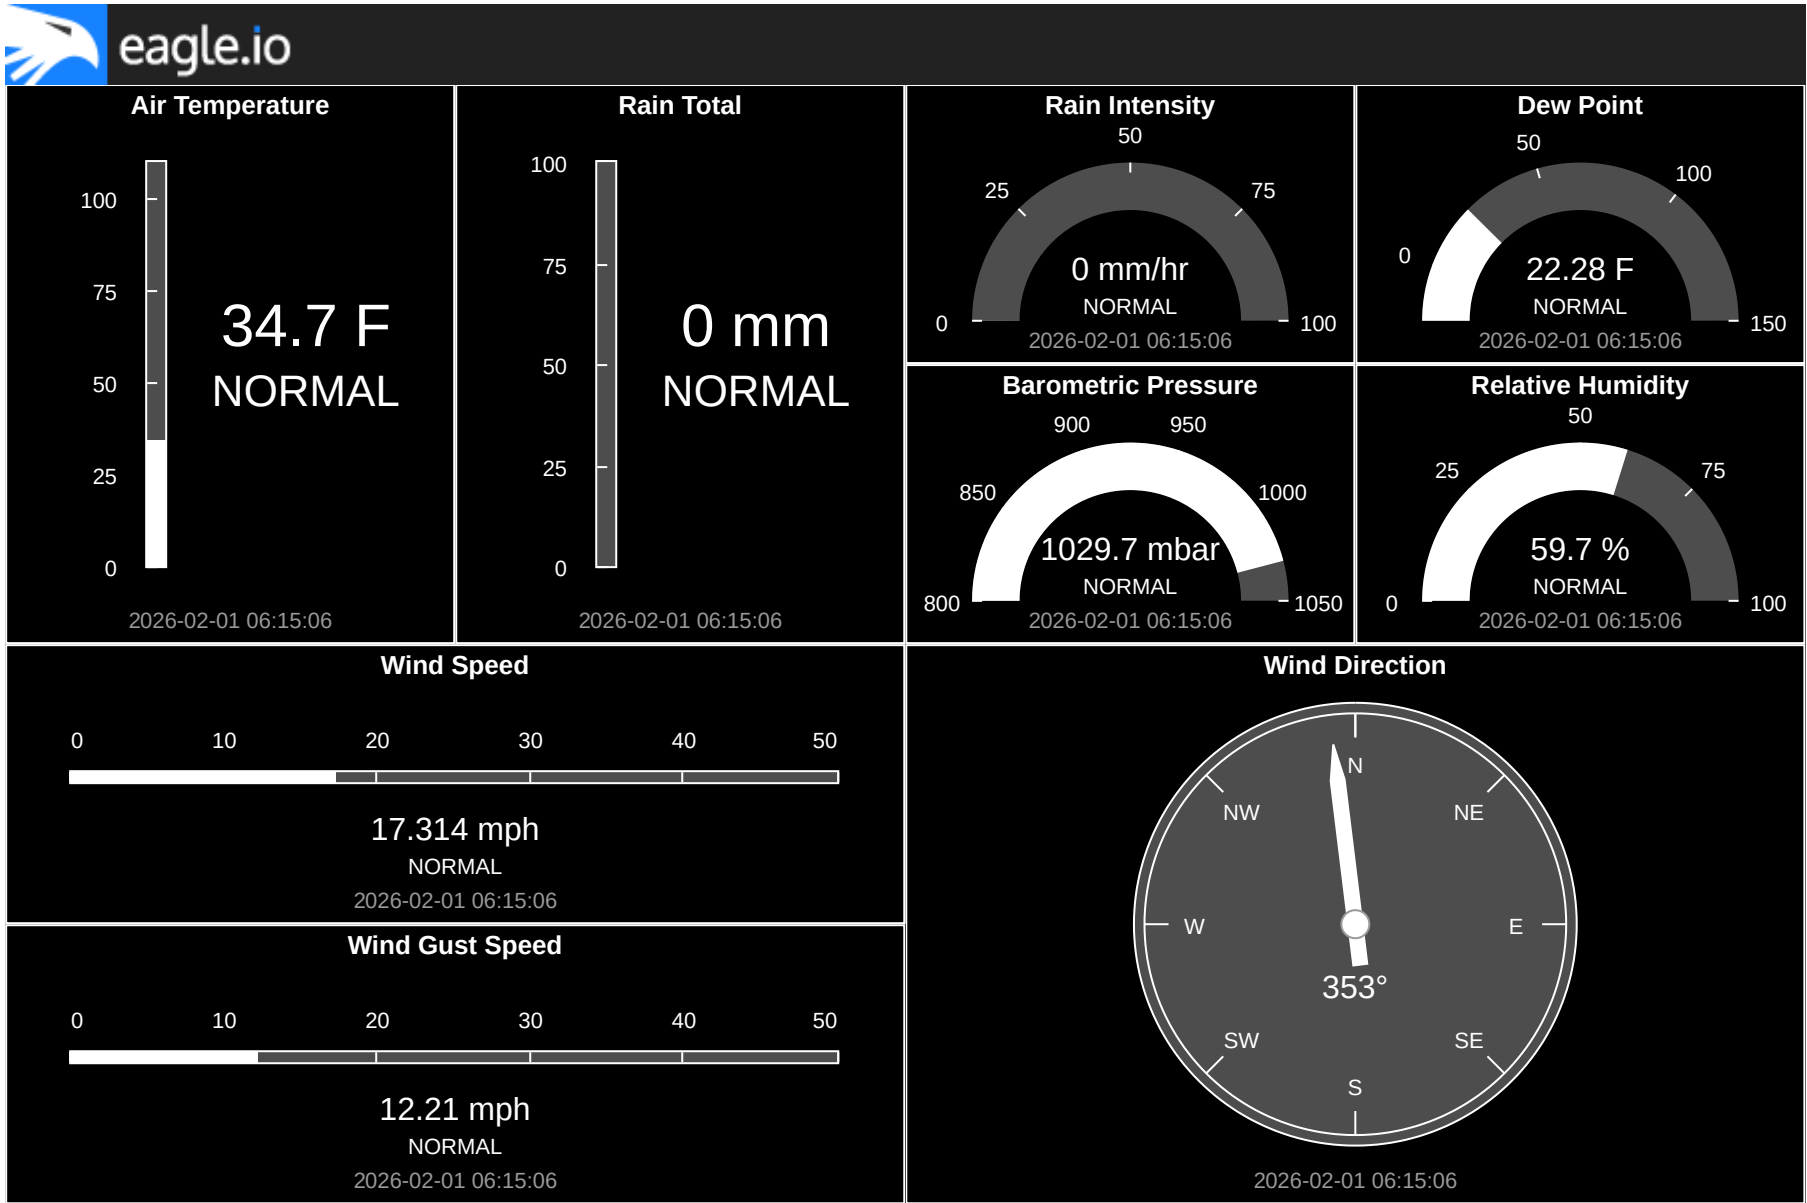 eagle.io
Air Temperature
100
75
50
25
0
34.7 F
NORMAL
2026-02-01 06:15:06
Rain Total
100
75
50
25
0
0 mm
NORMAL
2026-02-01 06:15:06
Rain Intensity
0
25
50
75
100
0 mm/hr
NORMAL
2026-02-01 06:15:06
Dew Point
0
50
100
150
22.28 F
NORMAL
2026-02-01 06:15:06
Barometric Pressure
800
850
900
950
1000
1050
1029.7 mbar
NORMAL
2026-02-01 06:15:06
Relative Humidity
0
25
50
75
100
59.7 %
NORMAL
2026-02-01 06:15:06
Wind Speed
0 10 20 30 40 50
17.314 mph
NORMAL
2026-02-01 06:15:06
Wind Gust Speed
0 10 20 30 40 50
12.21 mph
NORMAL
2026-02-01 06:15:06
Wind Direction
N
NW NE
W E
353°
SW SE
S
2026-02-01 06:15:06